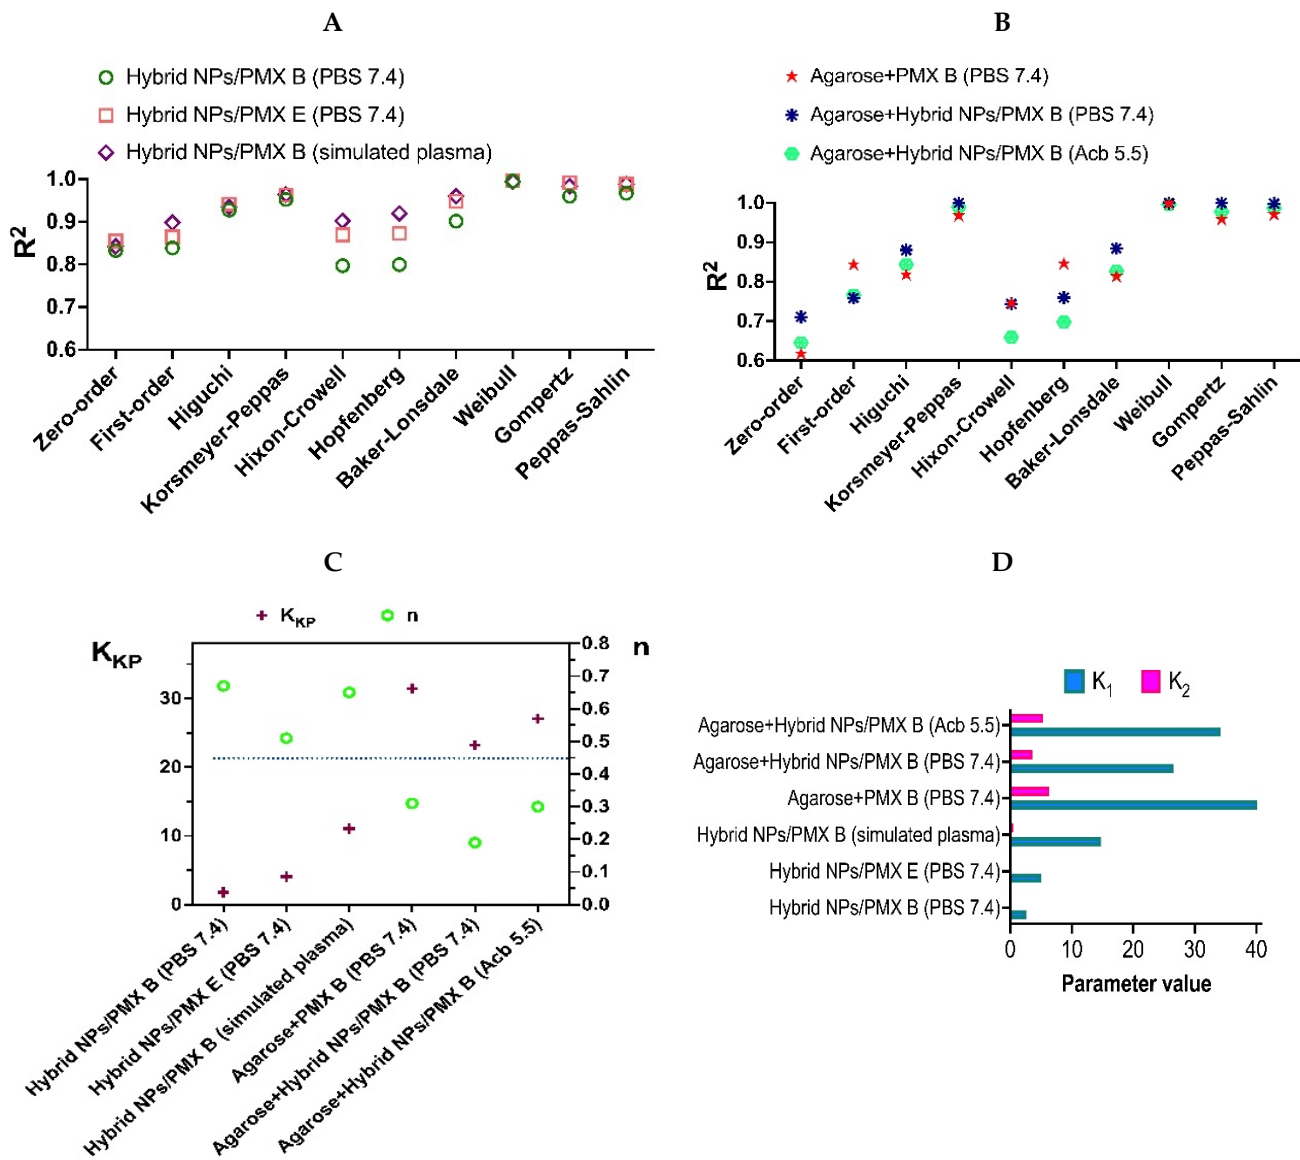 A
Hybrid NPs/PMX B (PBS 7.4)
Hybrid NPs/PMX E (PBS 7.4)
Hybrid NPs/PMX B (simulated plasma)
R²
1.0
0.9
0.8
0.7
0.6
Zero-order
First-order
Higuchi
Korsmeyer-Peppas
Hixon-Crowell
Hopfenberg
Baker-Lonsdale
Weibull
Gompertz
Peppas-Sahlin
B
Agarose+PMX B (PBS 7.4)
Agarose+Hybrid NPs/PMX B (PBS 7.4)
Agarose+Hybrid NPs/PMX B (Acb 5.5)
R²
1.0
0.9
0.8
0.7
0.6
Zero-order
First-order
Higuchi
Korsmeyer-Peppas
Hixon-Crowell
Hopfenberg
Baker-Lonsdale
Weibull
Gompertz
Peppas-Sahlin
C
K_KP n
K_KP
30
20
10
0
n
0.8
0.7
0.6
0.5
0.4
0.3
0.2
0.1
0.0
Hybrid NPs/PMX B (PBS 7.4)
Hybrid NPs/PMX E (PBS 7.4)
Hybrid NPs/PMX B (simulated plasma)
Agarose+PMX B (PBS 7.4)
Agarose+Hybrid NPs/PMX B (PBS 7.4)
Agarose+Hybrid NPs/PMX B (Acb 5.5)
D
K₁ K₂
Agarose+Hybrid NPs/PMX B (Acb 5.5)
Agarose+Hybrid NPs/PMX B (PBS 7.4)
Agarose+PMX B (PBS 7.4)
Hybrid NPs/PMX B (simulated plasma)
Hybrid NPs/PMX E (PBS 7.4)
Hybrid NPs/PMX B (PBS 7.4)
0 10 20 30 40
Parameter value